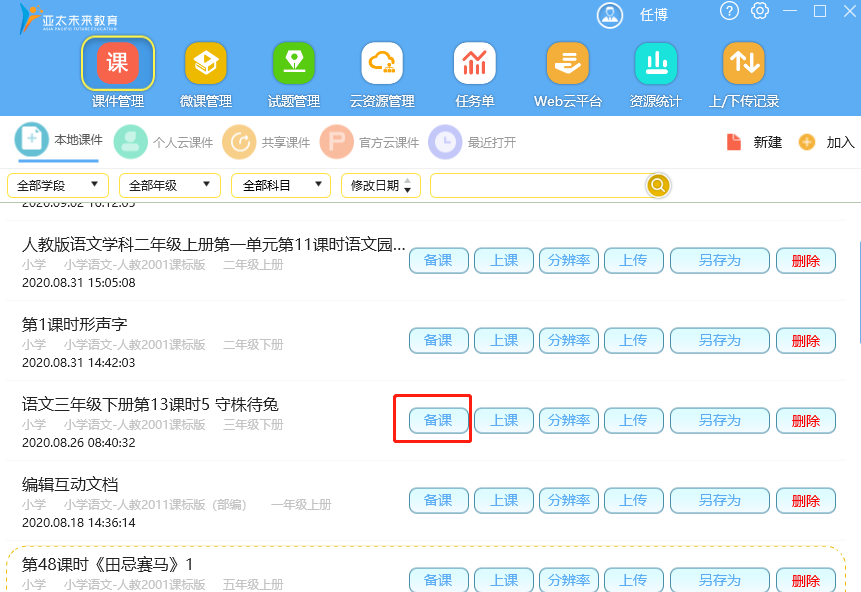 亚太未来教育
ASIA PACIFIC FUTURE EDUCATION
任博
课
课件管理 微课管理 试题管理 云资源管理 任务单 Web云平台 资源统计 上/下传记录
本地课件 个人云课件 共享课件 官方云课件 最近打开 新建 加入
全部学段 全部年级 全部科目 修改日期
2020.09.02 16:12:05
人教版语文学科二年级上册第一单元第11课时语文园...
小学 小学语文-人教2001课标版 二年级上册
2020.08.31 15:05:08
备课 上课 分辨率 上传 另存为 删除
第1课时形声字
小学 小学语文-人教2001课标版 二年级下册
2020.08.31 14:42:03
备课 上课 分辨率 上传 另存为 删除
语文三年级下册第13课时5 守株待兔
小学 小学语文-人教2001课标版 三年级下册
2020.08.26 08:40:32
备课 上课 分辨率 上传 另存为 删除
编辑互动文档
小学 小学语文-人教2011课标版（部编） 一年级上册
2020.08.18 14:36:14
备课 上课 分辨率 上传 另存为 删除
第48课时《田忌赛马》1
小学 小学语文-人教2001课标版 五年级上册
备课 上课 分辨率 上传 另存为 删除